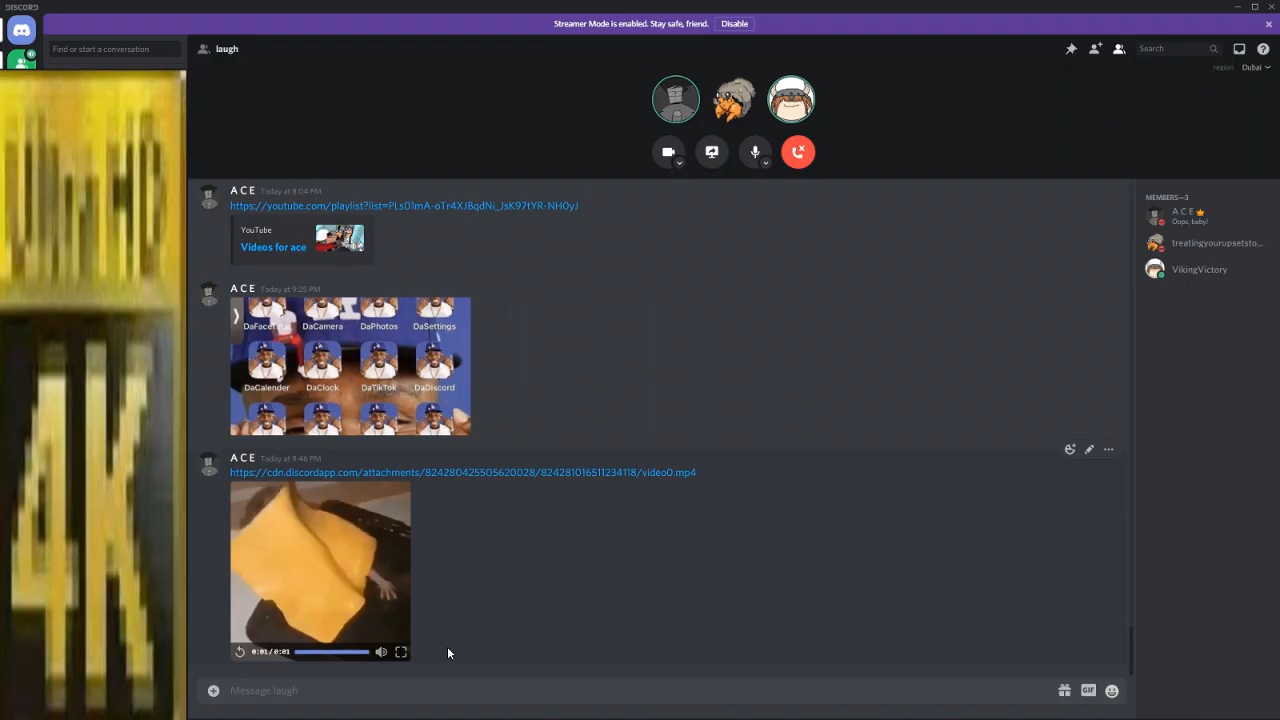 DISCORD
Streamer Mode is enabled. Stay safe, friend. Disable
Find or start a conversation
laugh
Search
region Dubai
A C E Today at 8:04 PM
https://youtube.com/playlist?list=PLs01mA-oTr4XJBqdNi_JsK97tYR-NH0yJ
YouTube
Videos for ace
A C E Today at 9:25 PM
DaFaceTime DaCamera DaPhotos DaSettings
DaCalender DaClock DaTikTok DaDiscord
A C E Today at 9:46 PM
https://cdn.discordapp.com/attachments/824280425505620028/824281016511234118/video0.mp4
0:01/0:01
Message laugh
GIF
MEMBERS—3
A C E
Oops, baby!
treatingyourupsetsto...
VikingVictory
4K